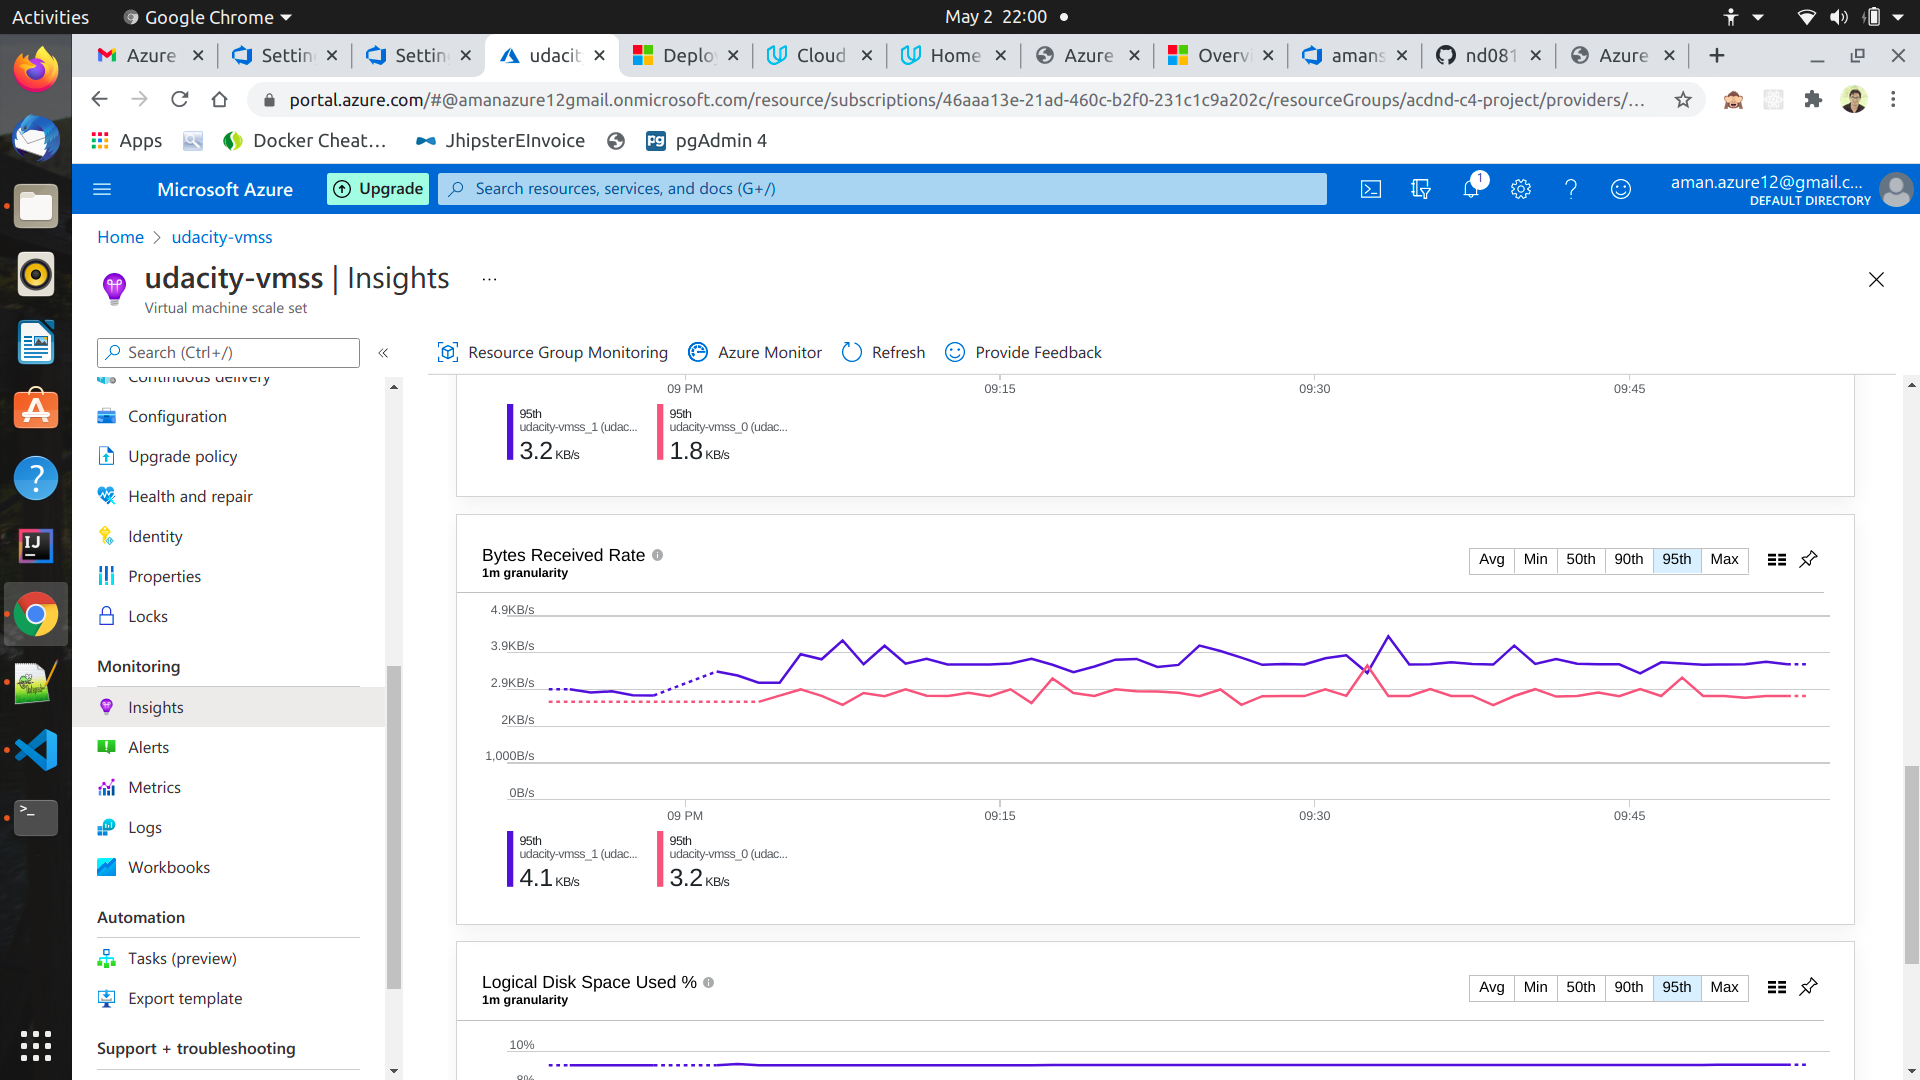 Activities Google Chrome May 2 22:00
Azure Setting Setting udacit Deplo Cloud Home Azure Overvi amans nd081 Azure
portal.azure.com/#@amanazure12gmail.onmicrosoft.com/resource/subscriptions/46aaa13e-21ad-460c-b2f0-231c1c9a202c/resourceGroups/acdnd-c4-project/providers/...
Apps Docker Cheat... JhipsterEInvoice pgAdmin 4
Microsoft Azure Upgrade Search resources, services, and docs (G+/) 1 aman.azure12@gmail.c...
DEFAULT DIRECTORY
Home > udacity-vmss
udacity-vmss | Insights ...
Virtual machine scale set
Search (Ctrl+/) «
Resource Group Monitoring Azure Monitor Refresh Provide Feedback
Continuous delivery
Configuration
Upgrade policy
Health and repair
Identity
Properties
Locks
Monitoring
Insights
Alerts
Metrics
Logs
Workbooks
Automation
Tasks (preview)
Export template
Support + troubleshooting
09 PM 09:15 09:30 09:45
95th
udacity-vmss_1 (udac...
3.2 KB/s
95th
udacity-vmss_0 (udac...
1.8 KB/s
Bytes Received Rate
1m granularity
Avg Min 50th 90th 95th Max
4.9KB/s
3.9KB/s
2.9KB/s
2KB/s
1,000B/s
0B/s
09 PM 09:15 09:30 09:45
95th
udacity-vmss_1 (udac...
4.1 KB/s
95th
udacity-vmss_0 (udac...
3.2 KB/s
Logical Disk Space Used %
1m granularity
Avg Min 50th 90th 95th Max
10%
8%